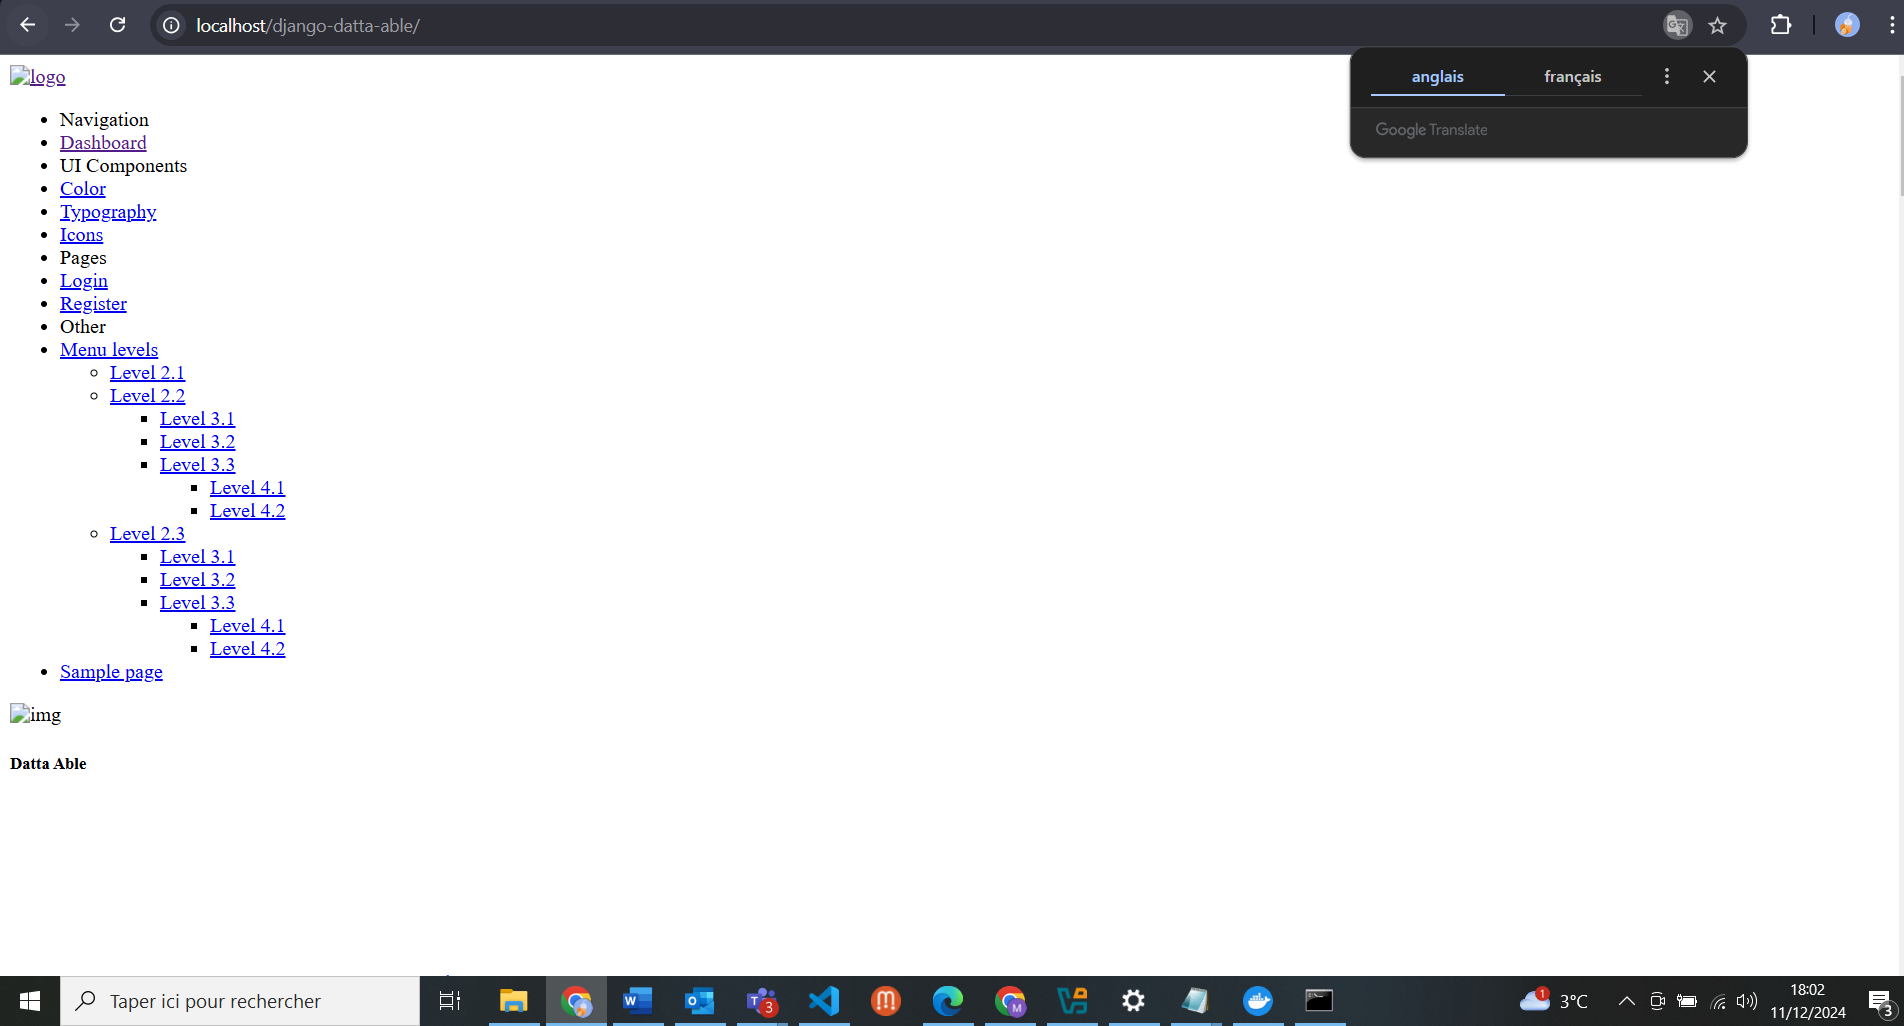 localhost/django-datta-able/
anglais
français
Google Translate
logo
Navigation
Dashboard
UI Components
Color
Typography
Icons
Pages
Login
Register
Other
Menu levels
Level 2.1
Level 2.2
Level 3.1
Level 3.2
Level 3.3
Level 4.1
Level 4.2
Level 2.3
Level 3.1
Level 3.2
Level 3.3
Level 4.1
Level 4.2
Sample page
img
Datta Able
Taper ici pour rechercher
3
M
1
3°C
18:02
11/12/2024
3